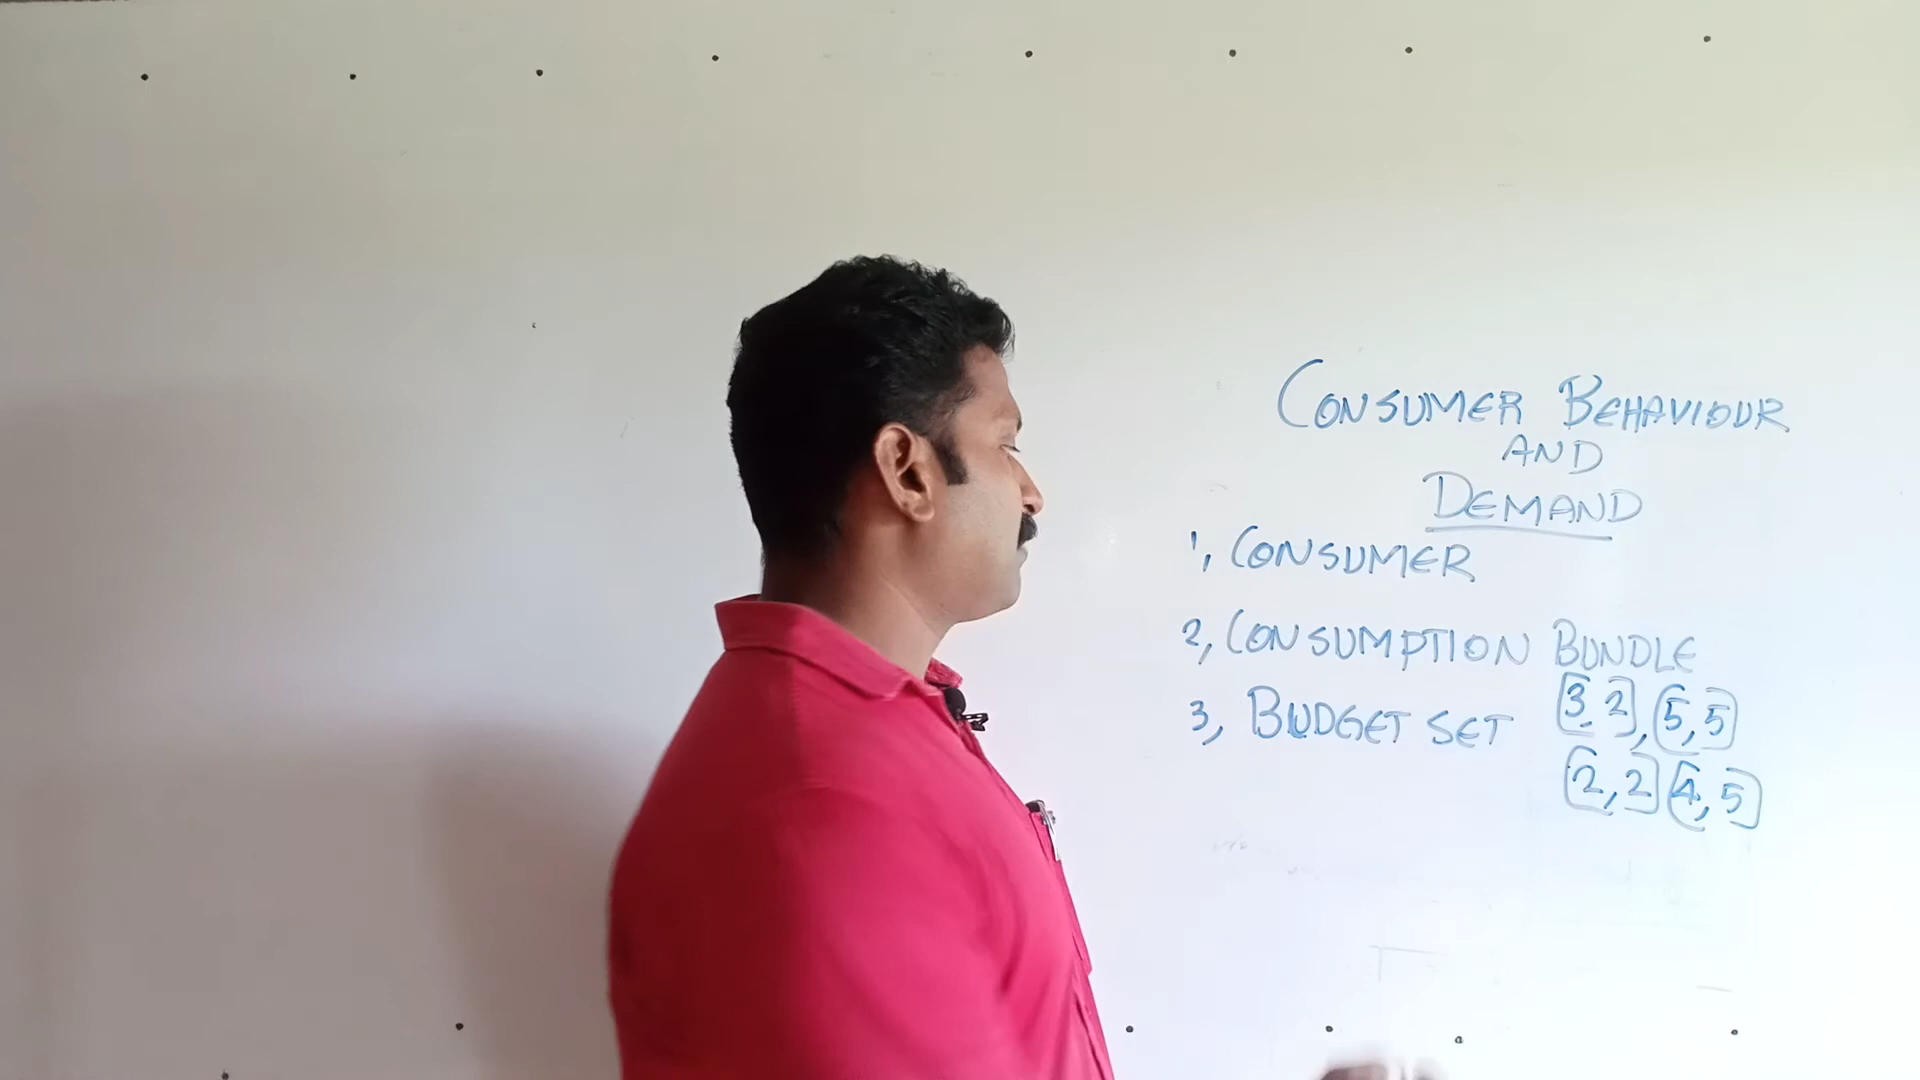 CONSUMER BEHAVIOUR
AND
DEMAND
1, CONSUMER
2, CONSUMPTION BUNDLE
3, BUDGET SET [3, 2], [5, 5]
[2, 2] [4, 5]